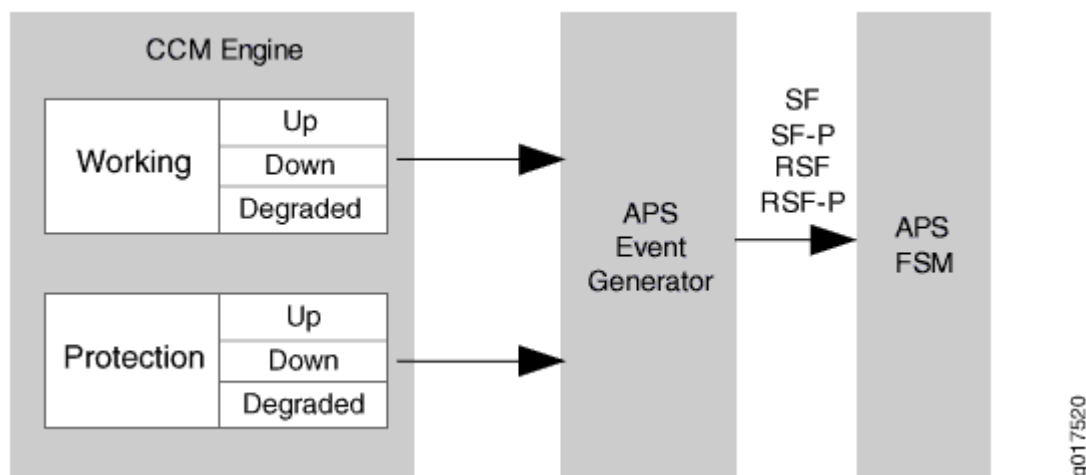 CCM Engine
Working
Up
Down
Degraded
Protection
Up
Down
Degraded
APS
Event
Generator
SF
SF-P
RSF
RSF-P
APS
FSM
g017520